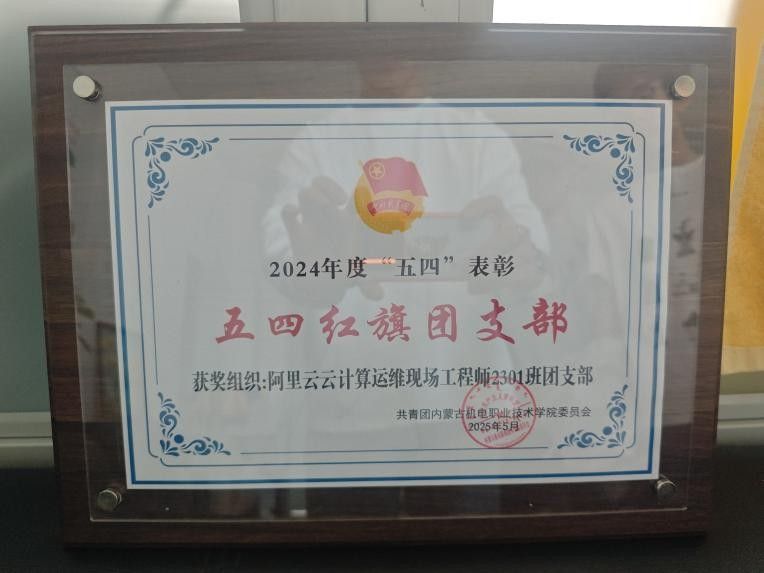 2024年度“五四”表彰
五四红旗团支部
获奖组织:阿里云云计算运维现场工程师2301班团支部
共青团内蒙古机电职业技术学院委员会
2025年5月